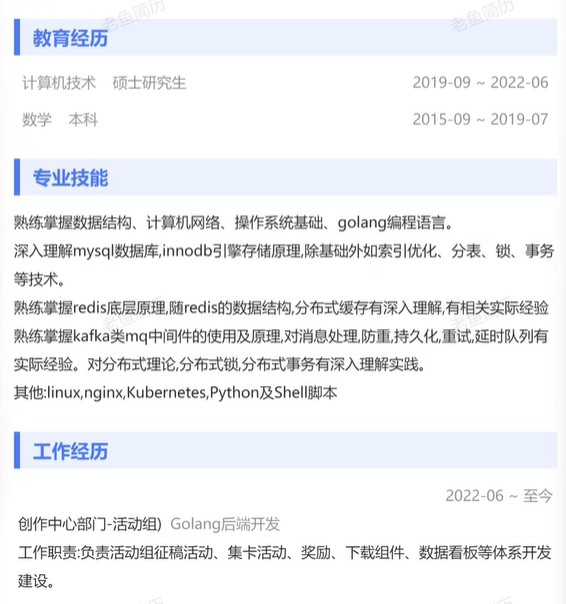 老鱼简历
老鱼简历
教育经历
计算机技术 硕士研究生 2019-09 ~ 2022-06
数学 本科 2015-09 ~ 2019-07
专业技能
熟练掌握数据结构、计算机网络、操作系统基础、golang编程语言。
深入理解mysql数据库,innodb引擎存储原理,除基础外如索引优化、分表、锁、事务
等技术。
熟练掌握redis底层原理,随redis的数据结构,分布式缓存有深入理解,有相关实际经验
熟练掌握kafka类mq中间件的使用及原理,对消息处理,防重,持久化,重试,延时队列有
实际经验。对分布式理论,分布式锁,分布式事务有深入理解实践。
其他:linux,nginx,Kubernetes,Python及Shell脚本
工作经历
2022-06 ~ 至今
创作中心部门-活动组) Golang后端开发
工作职责:负责活动组征稿活动、集卡活动、奖励、下载组件、数据看板等体系开发
建设。